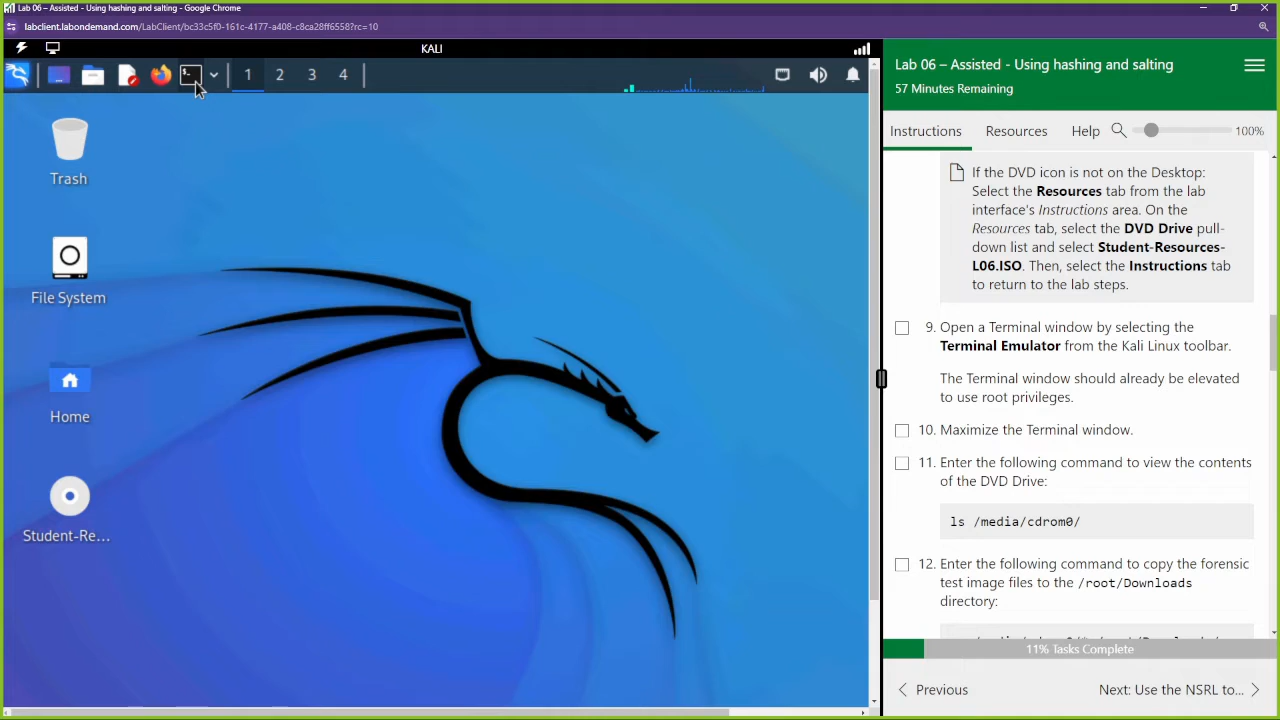 Lab 06 – Assisted - Using hashing and salting - Google Chrome
labclient.labondemand.com/LabClient/bc33c5f0-161c-4177-a408-c8ca28ff6558?rc=10
KALI
1 2 3 4
Trash
File System
Home
Student-Re...
Lab 06 – Assisted - Using hashing and salting
57 Minutes Remaining
Instructions Resources Help 100%
If the DVD icon is not on the Desktop:
Select the Resources tab from the lab
interface's Instructions area. On the
Resources tab, select the DVD Drive pull-
down list and select Student-Resources-
L06.ISO. Then, select the Instructions tab
to return to the lab steps.
9. Open a Terminal window by selecting the
Terminal Emulator from the Kali Linux toolbar.
The Terminal window should already be elevated
to use root privileges.
10. Maximize the Terminal window.
11. Enter the following command to view the contents
of the DVD Drive:
ls /media/cdrom0/
12. Enter the following command to copy the forensic
test image files to the /root/Downloads
directory:
11% Tasks Complete
Previous Next: Use the NSRL to...